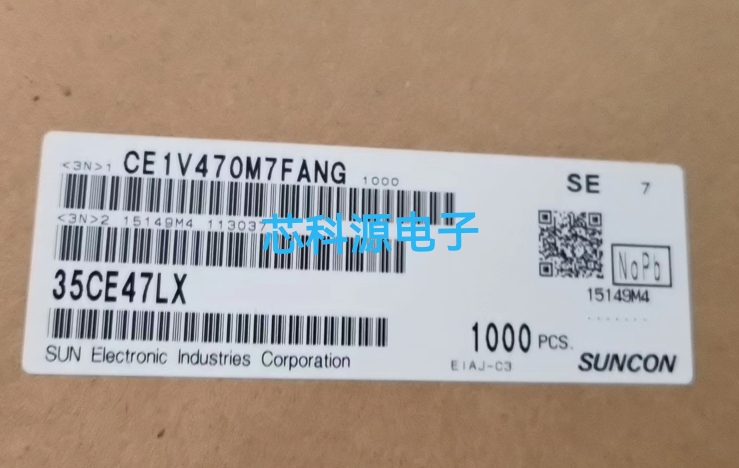 <3N>1 CE1V470M7FANG 1000
SE 7
<3N>2 15149M4 113037
芯科源电子
NoPb
35CE47LX
15149M4
1000 PCS.
SUN Electronic Industries Corporation
EIAJ-C3
SUNCON